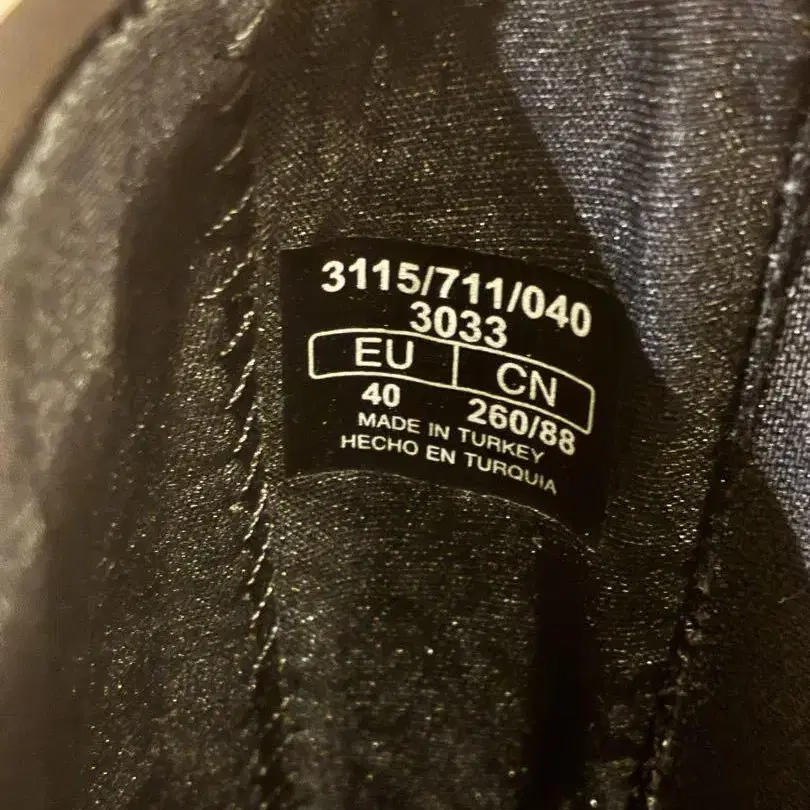 3115/711/040
3033
EU CN
40 260/88
MADE IN TURKEY
HECHO EN TURQUIA